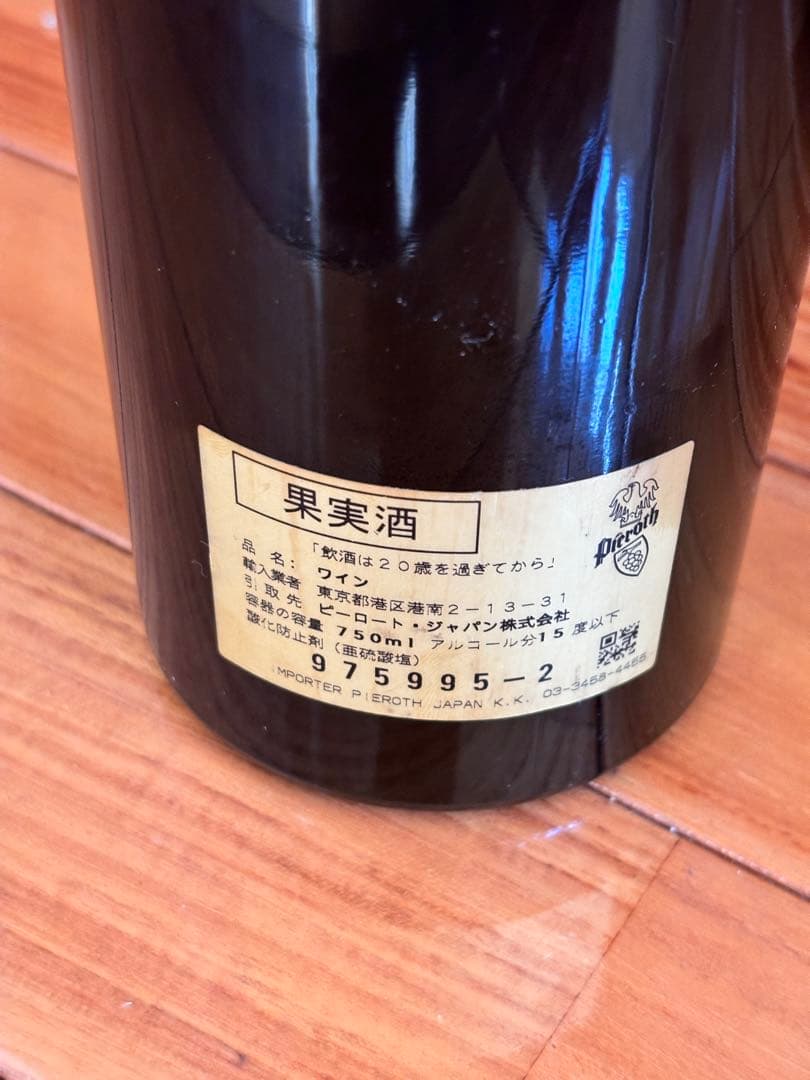 果実酒
Pieroth
「飲酒は20歳を過ぎてから」
品 名: ワイン
輸入業者 東京都港区港南2-13-31
引取先 ピーロート・ジャパン株式会社
容器の容量 750ml アルコール分15度以下
酸化防止剤(亜硫酸塩)
975995-2
IMPORTER PIEROTH JAPAN K.K. 03-3458-4455